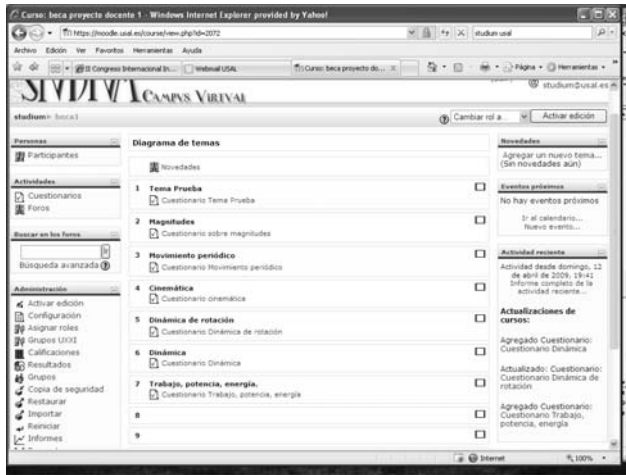 Curso: beca proyecto docente 1 - Windows Internet Explorer provided by Yahoo!
https://moodle.usal.es/course/view.php?id=2072
studium usal
Archivo Edición Ver Favoritos Herramientas Ayuda
II Congreso Internacional In...
Webmail USAL
Curso: beca proyecto do...
Página
Herramientas
STVDIVM CAMPVS VIRTVAL
studium@usal.es
studium beca1
Cambiar rol a...
Activar edición
Personas
Participantes
Actividades
Cuestionarios
Foros
Buscar en los foros
Búsqueda avanzada
Administración
Activar edición
Configuración
Asignar roles
Grupos UXXI
Calificaciones
Resultados
Grupos
Copia de seguridad
Restaurar
Importar
Reiniciar
Informes
Diagrama de temas
Novedades
1 Tema Prueba
Cuestionario Tema Prueba
2 Magnitudes
Cuestionario sobre magnitudes
3 Movimiento periódico
Cuestionario Movimiento periódico
4 Cinemática
Cuestionario cinemática
5 Dinámica de rotación
Cuestionario Dinámica de rotación
6 Dinámica
Cuestionario Dinámica
7 Trabajo, potencia, energía.
Cuestionario Trabajo, potencia, energía
8
9
Novedades
Agregar un nuevo tema...
(Sin novedades aún)
Eventos próximos
No hay eventos próximos
Ir al calendario...
Nuevo evento...
Actividad reciente
Actividad desde domingo, 12
de abril de 2009, 19:41
Informe completo de la
actividad reciente...
Actualizaciones de
cursos:
Agregado Cuestionario:
Cuestionario Dinámica
Actualizado: Cuestionario:
Cuestionario Dinámica de
rotación
Agregado Cuestionario:
Cuestionario Trabajo,
potencia, energía
Internet
100%